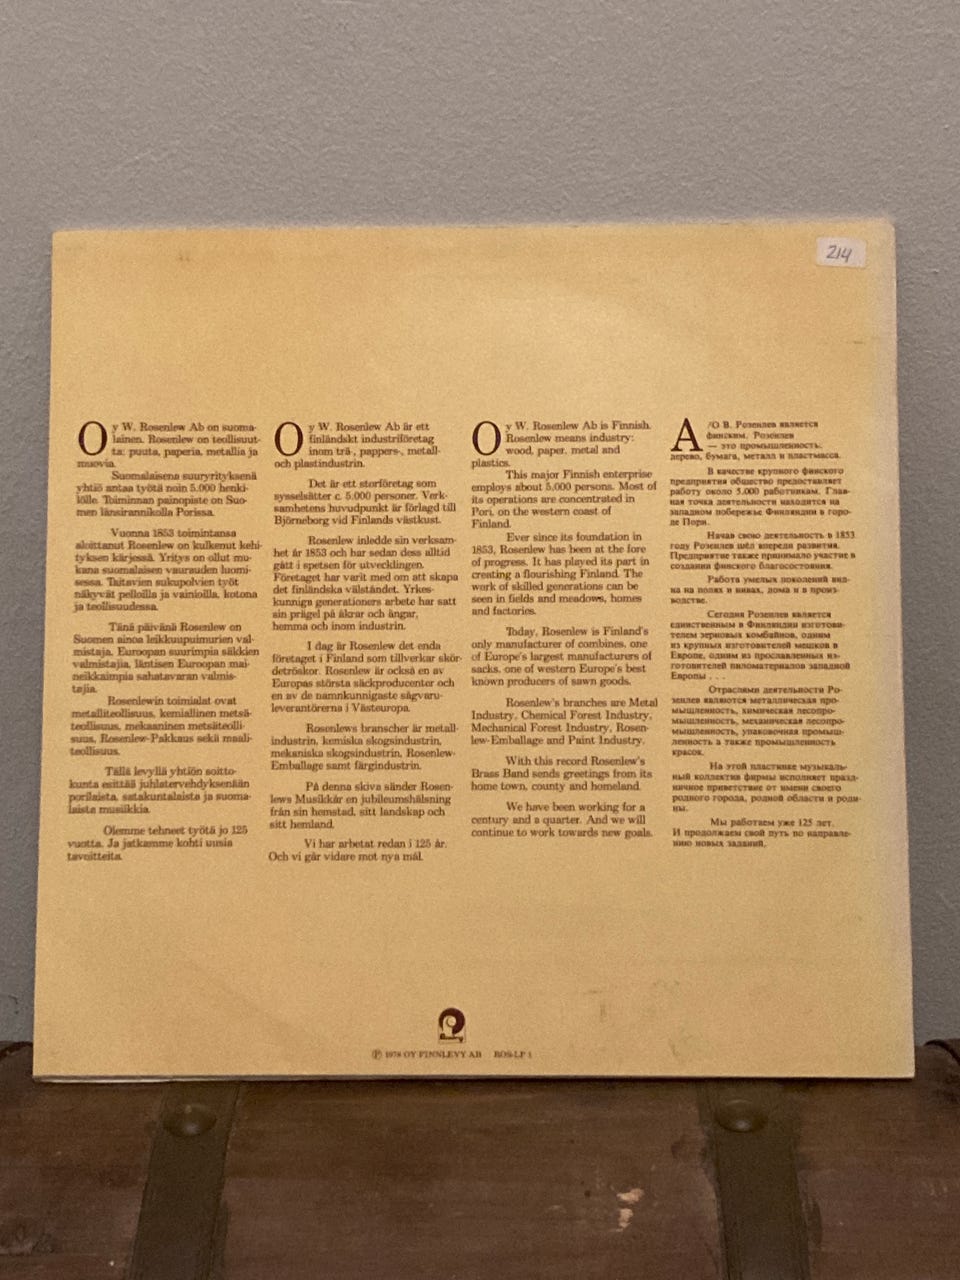 214
Oy W. Rosenlew Ab on suoma-
lainen. Rosenlew on teollisuut-
ta: puuta, paperia, metallia ja
muovia.
Suomalaisena suuryrityksenä
yhtiö antaa työtä noin 5.000 henki-
lölle. Toiminnan painopiste on Suo-
men länsirannikolla Porissa.
Vuonna 1853 toimintansa
aloittanut Rosenlew on kulkenut kehi-
tyksen kärjessä. Yritys on ollut mu-
kana suomalaisen vaurauden luomi-
sessa. Taitavien sukupolvien työt
näkyvät pelloilla ja vainioilla, kotona
ja teollisuudessa.
Tänä päivänä Rosenlew on
Suomen ainoa leikkuupuimurien val-
mistaja, Euroopan suurimpia säkkien
valmistajia, läntisen Euroopan mai-
neikkaimpia sahatavaran valmis-
tajia.
Rosenlewin toimialat ovat
metalliteollisuus, kemiallinen metsä-
teollisuus, mekaaninen metsäteolli-
suus, Rosenlew-Pakkaus sekä maali-
teollisuus.
Tällä levyllä yhtiön soitto-
kunta esittää juhlatervehdyksenään
porilaista, satakuntalaista ja suoma-
laista musiikkia.
Olemme tehneet työtä jo 125
vuotta. Ja jatkamme kohti uusia
tavoitteita.
Oy W. Rosenlew Ab är ett
finländskt industriföretag
inom trä-, pappers-, metall-
och plastindustrin.
Det är ett storföretag som
sysselsätter c. 5.000 personer. Verk-
samhetens huvudpunkt är förlagd till
Björneborg vid Finlands västkust.
Rosenlew inledde sin verksam-
het år 1853 och har sedan dess alltid
gått i spetsen för utvecklingen.
Företaget har varit med om att skapa
det finländska välståndet. Yrkes-
kunniga generationers arbete har satt
sin prägel på åkrar och ängar,
hemma och inom industrin.
I dag är Rosenlew det enda
företaget i Finland som tillverkar skör-
detröskor. Rosenlew är också en av
Europas största säckproducenter och
en av de namnkunnigaste sågvaru-
leverantörerna i Västeuropa.
Rosenlews branscher är metall-
industrin, kemiska skogsindustrin,
mekaniska skogsindustrin, Rosenlew-
Emballage samt färgindustrin.
På denna skiva sänder Rosen-
lews Musikkår en jubileumshälsning
från sin hemstad, sitt landskap och
sitt hemland.
Vi har arbetat redan i 125 år.
Och vi går vidare mot nya mål.
Oy W. Rosenlew Ab is Finnish.
Rosenlew means industry:
wood, paper, metal and
plastics.
This major Finnish enterprise
employs about 5,000 persons. Most of
its operations are concentrated in
Pori, on the western coast of
Finland.
Ever since its foundation in
1853, Rosenlew has been at the fore
of progress. It has played its part in
creating a flourishing Finland. The
work of skilled generations can be
seen in fields and meadows, homes
and factories.
Today, Rosenlew is Finland's
only manufacturer of combines, one
of Europe's largest manufacturers of
sacks, one of western Europe's best
known producers of sawn goods.
Rosenlew's branches are Metal
Industry, Chemical Forest Industry,
Mechanical Forest Industry, Rosen-
lew-Emballage and Paint Industry.
With this record Rosenlew's
Brass Band sends greetings from its
home town, county and homeland.
We have been working for a
century and a quarter. And we will
continue to work towards new goals.
А/О В. Розенлев является
финским. Розенлев
— это промышленность:
дерево, бумага, металл и пластмасса.
В качестве крупного финского
предприятия общество предоставляет
работу около 5.000 работникам. Глав-
ная точка деятельности находится на
западном побережье Финляндии в горо-
де Пори.
Начав свою деятельность в 1853
году Розенлев шёл впереди развития.
Предприятие также принимало участие в
создании финского благосостояния.
Работа умелых поколений вид-
на на полях и нивах, дома и в произ-
водстве.
Сегодня Розенлев является
единственным в Финляндии изготови-
телем зерновых комбайнов, одним
из крупных изготовителей мешков в
Европе, одним из прославленных из-
готовителей пиломатериалов западной
Европы . . .
Отраслями деятельности Ро-
зенлев являются металлическая про-
мышленность, химическая лесопро-
мышленность, механическая лесопро-
мышленность, упаковочная промыш-
ленность а также промышленность
красок.
На этой пластинке музыкаль-
ный коллектив фирмы исполняет празд-
ничное приветствие от имени своего
родного города, родной области и роди-
ны.
Мы работаем уже 125 лет.
И продолжаем свой путь по направле-
нию новых заданий.
Ⓟ 1978 OY FINNLEVY AB ROS-LP 1